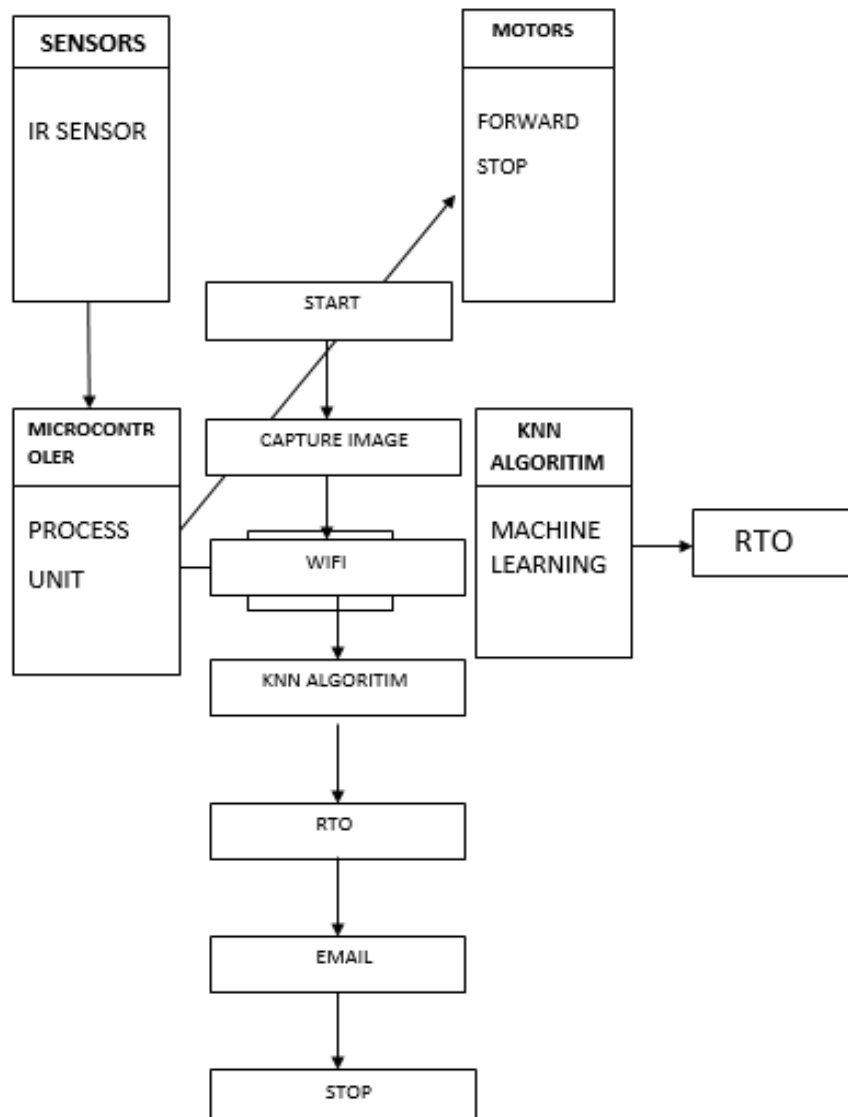 SENSORS
IR SENSOR
MOTORS
FORWARD
STOP
START
MICROCONTR
OLER
PROCESS
UNIT
CAPTURE IMAGE
WIFI
KNN
ALGORITIM
MACHINE
LEARNING
RTO
KNN ALGORITIM
RTO
EMAIL
STOP